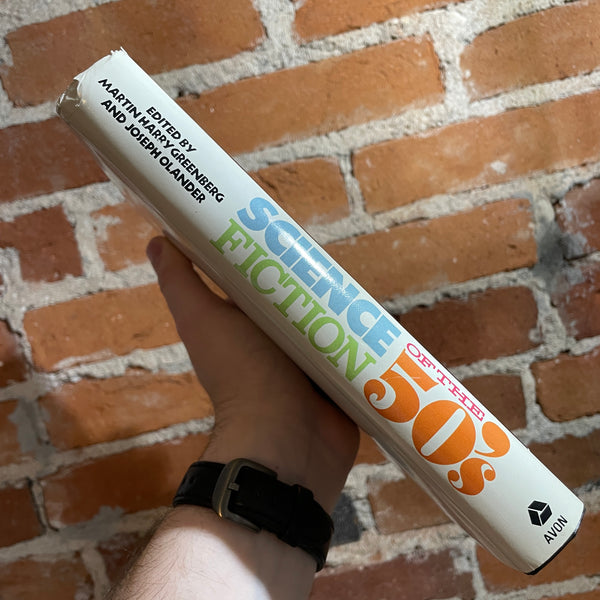 EDITED BY
MARTIN HARRY GREENBERG
AND JOSEPH OLANDER
SCIENCE
FICTION
OF THE
50's
AVON